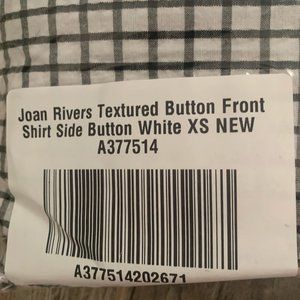 Joan Rivers Textured Button Front
Shirt Side Button White XS NEW
A377514
A377514202671